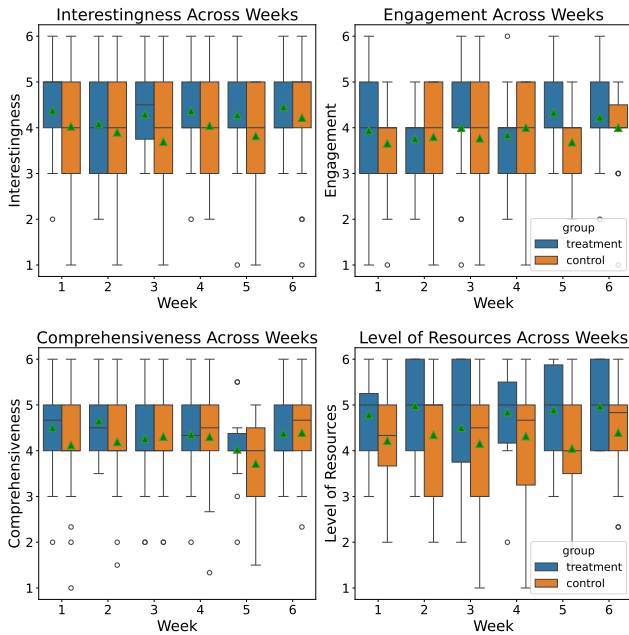 Interestingness Across Weeks
6
5
4
3
2
1
Interestingness
1 2 3 4 5 6
Week
Engagement Across Weeks
6
5
4
3
2
1
Engagement
group
treatment
control
1 2 3 4 5 6
Week
Comprehensiveness Across Weeks
6
5
4
3
2
1
Comprehensiveness
1 2 3 4 5 6
Week
Level of Resources Across Weeks
6
5
4
3
2
1
Level of Resources
group
treatment
control
1 2 3 4 5 6
Week